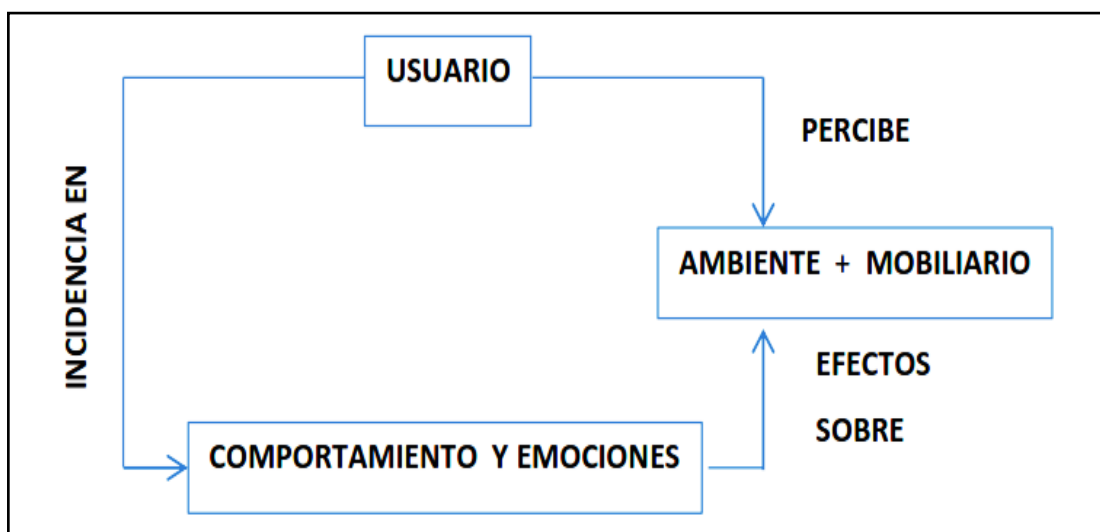 USUARIO
PERCIBE
INCIDENCIA EN
AMBIENTE + MOBILIARIO
EFECTOS
SOBRE
COMPORTAMIENTO Y EMOCIONES